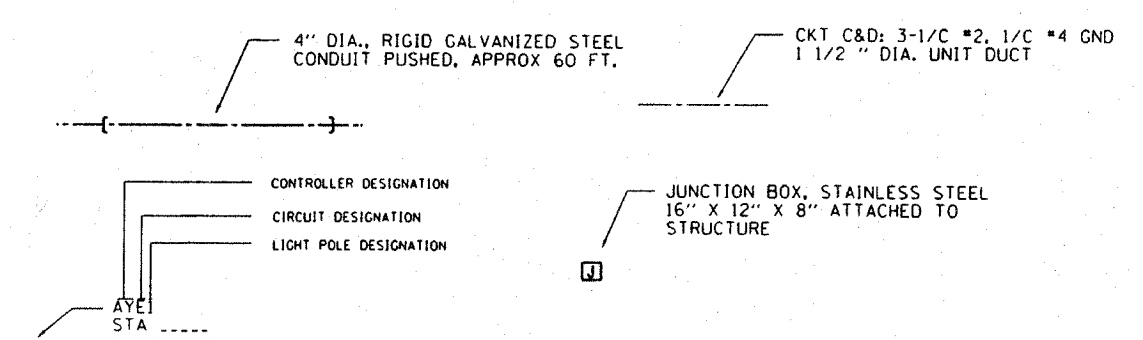 4" DIA., RIGID GALVANIZED STEEL
CONDUIT PUSHED, APPROX 60 FT.
CKT C&D: 3-1/C #2, 1/C #4 GND
1 1/2 " DIA. UNIT DUCT
CONTROLLER DESIGNATION
CIRCUIT DESIGNATION
LIGHT POLE DESIGNATION
AYE1
STA _____
JUNCTION BOX, STAINLESS STEEL
16" X 12" X 8" ATTACHED TO
STRUCTURE
J